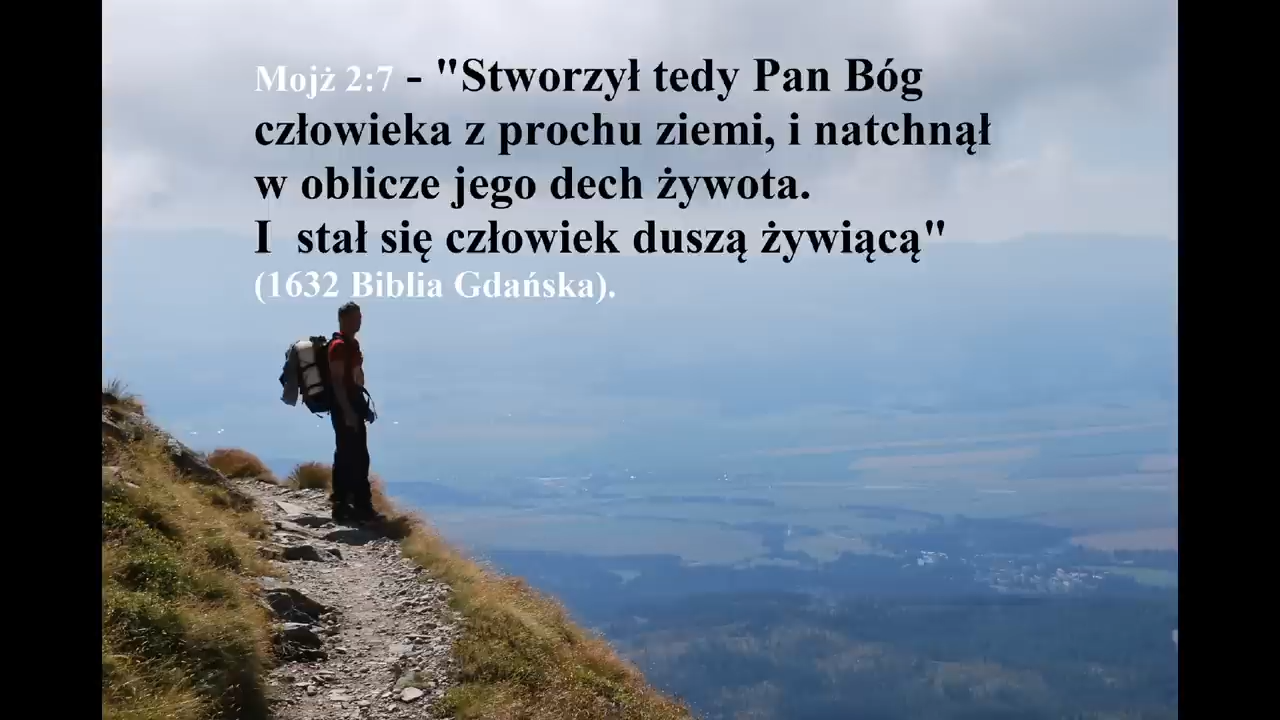 Mojż 2:7 - "Stworzył tedy Pan Bóg
człowieka z prochu ziemi, i natchnął
w oblicze jego dech żywota.
I stał się człowiek duszą żywiącą"
(1632 Biblia Gdańska).